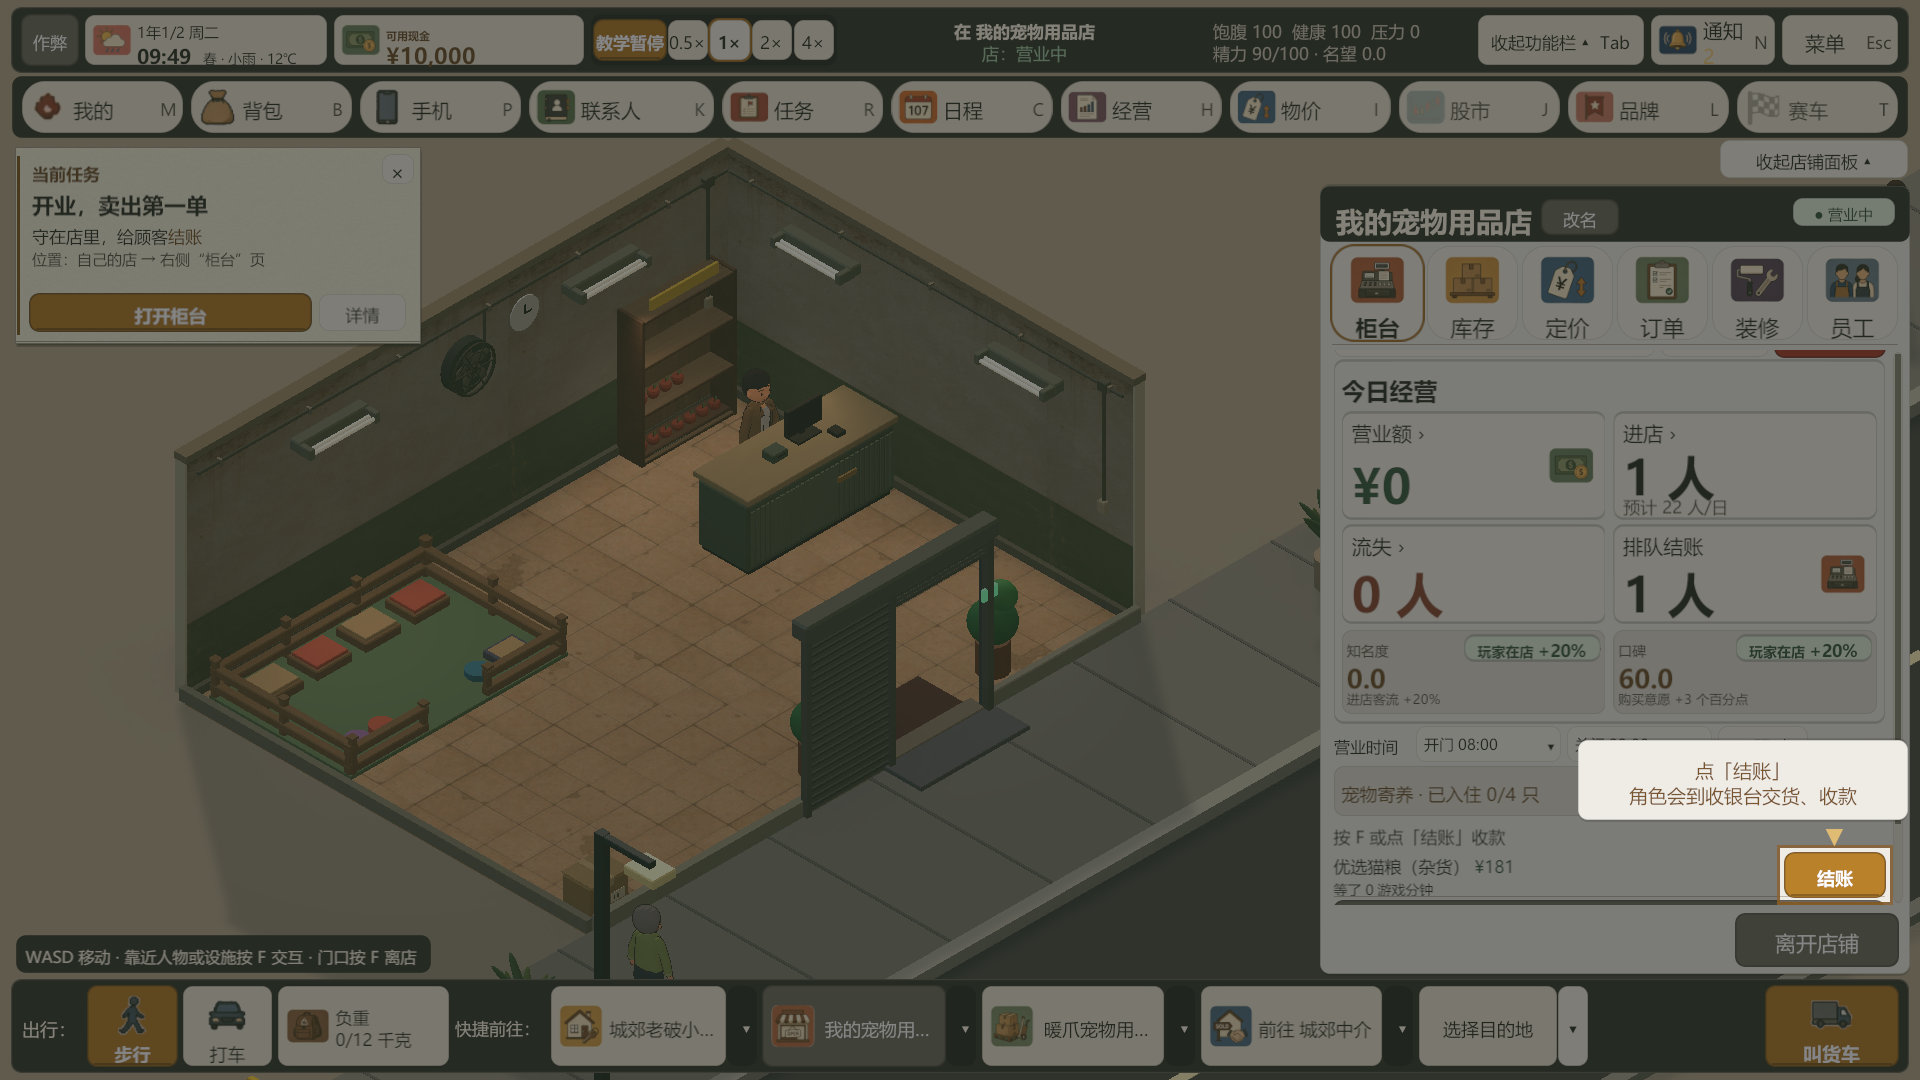 作弊
1年1/2 周二
09:49 春·小雨·12℃
可用现金
¥10,000
教学暂停
0.5×
1×
2×
4×
在 我的宠物用品店
店：营业中
饱腹 100 健康 100 压力 0
精力 90/100 · 名望 0.0
收起功能栏 ▴ Tab
通知
2
N
菜单 Esc
我的 M
背包 B
手机 P
联系人 K
任务 R
107
日程 C
经营 H
物价 I
股市 J
品牌 L
赛车 T
当前任务
×
开业，卖出第一单
守在店里，给顾客结账
位置：自己的店 → 右侧“柜台”页
打开柜台
详情
收起店铺面板 ▴
我的宠物用品店
改名
● 营业中
柜台
库存
定价
订单
装修
员工
今日经营
营业额 ›
¥0
进店 ›
1 人
预计 22 人/日
流失 ›
0 人
排队结账
1 人
知名度
玩家在店 +20%
0.0
进店客流 +20%
口碑
玩家在店 +20%
60.0
购买意愿 +3 个百分点
营业时间
开门 08:00 ▾
点「结账」
角色会到收银台交货、收款
宠物寄养 · 已入住 0/4 只
按 F 或点「结账」收款
优选猫粮（杂货） ¥181
等了 0 游戏分钟
结账
离开店铺
WASD 移动 · 靠近人物或设施按 F 交互 · 门口按 F 离店
出行：
步行
打车
负重
0/12 千克
快捷前往：
城郊老破小... ▾
我的宠物用... ▾
暖爪宠物用... ▾
前往 城郊中介 ▾
选择目的地 ▾
叫货车